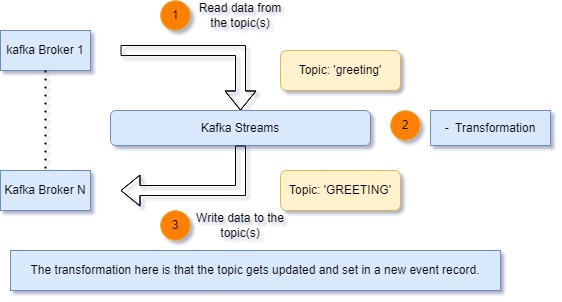 1
Read data from
the topic(s)
kafka Broker 1
Topic: 'greeting'
Kafka Streams
2
- Transformation
Kafka Broker N
Topic: 'GREETING'
3
Write data to the
topic(s)
The transformation here is that the topic gets updated and set in a new event record.